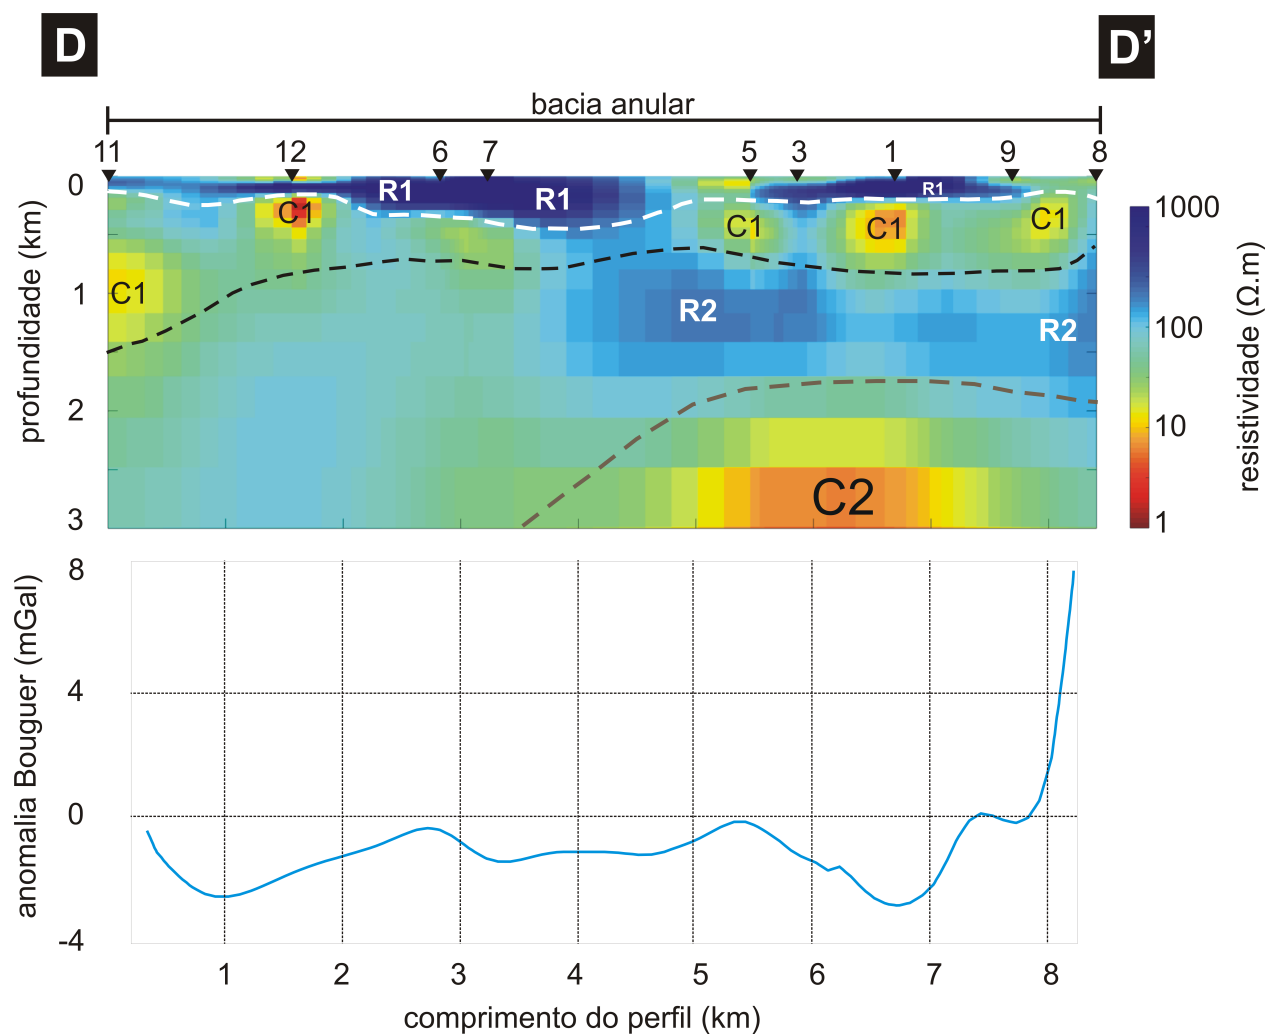 D D’
bacia anular
11 12 6 7 5 3 1 9 8
0
1
2
3
profundidade (km)
R1 R1 R1
C1 C1 C1 C1
C1
R2 R2
C2
1000
100
10
1
resistividade (Ω.m)
8
4
0
-4
anomalia Bouguer (mGal)
1 2 3 4 5 6 7 8
comprimento do perfil (km)